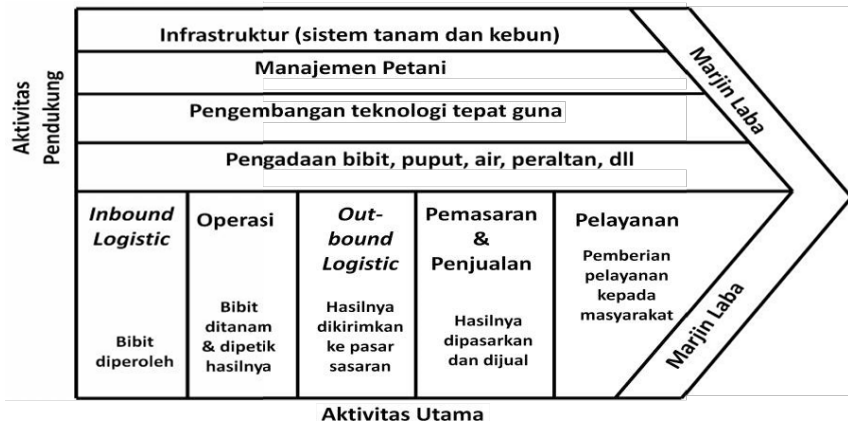 Infrastruktur (sistem tanam dan kebun)
Manajemen Petani
Pengembangan teknologi tepat guna
Pengadaan bibit, puput, air, peraltan, dll
Aktivitas
Pendukung
Marjin Laba
Inbound
Logistic
Bibit
diperoleh
Operasi
Bibit
ditanam
& dipetik
hasilnya
Out-
bound
Logistic
Hasilnya
dikirimkan
ke pasar
sasaran
Pemasaran
&
Penjualan
Hasilnya
dipasarkan
dan dijual
Pelayanan
Pemberian
pelayanan
kepada
masyarakat
Marjin Laba
Aktivitas Utama